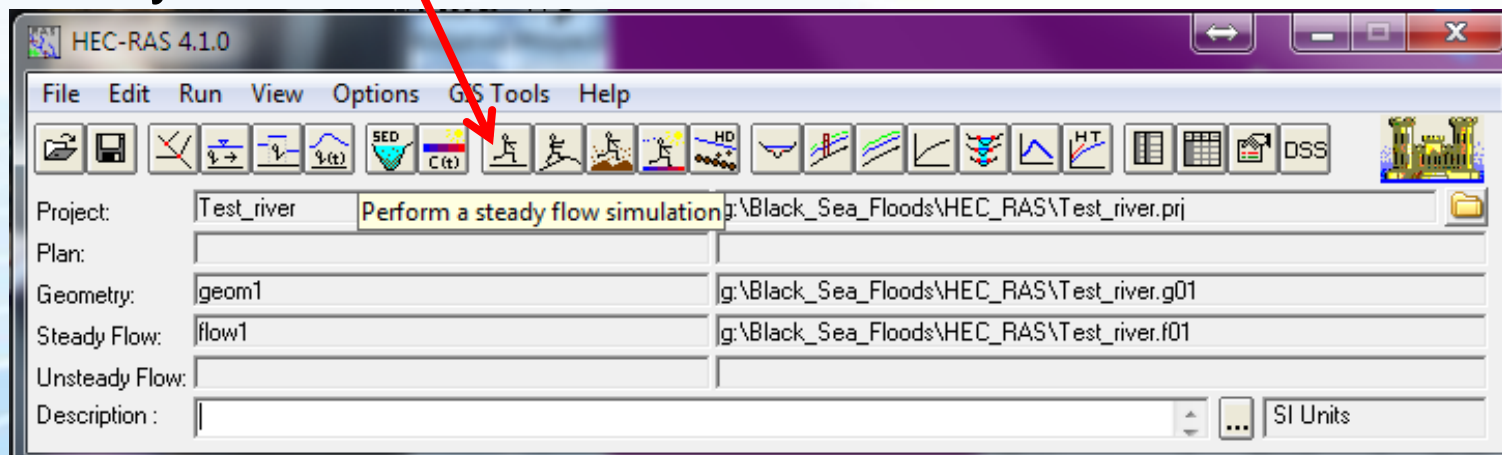 HEC-RAS 4.1.0
File Edit Run View Options GIS Tools Help
SED C(t) HD HT DSS
Project: Test_river Perform a steady flow simulation g:\Black_Sea_Floods\HEC_RAS\Test_river.prj
Plan:
Geometry: geom1 g:\Black_Sea_Floods\HEC_RAS\Test_river.g01
Steady Flow: flow1 g:\Black_Sea_Floods\HEC_RAS\Test_river.f01
Unsteady Flow:
Description : ... SI Units